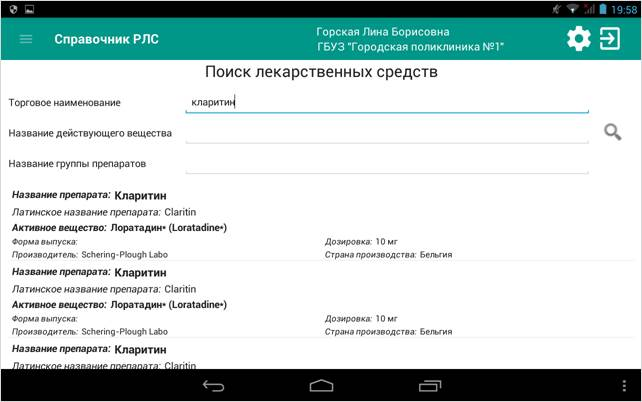 19:58
Справочник РЛС
Горская Лина Борисовна
ГБУЗ "Городская поликлиника №1"
Поиск лекарственных средств
Торговое наименование кларитин
Название действующего вещества
Название группы препаратов
Название препарата: Кларитин
Латинское название препарата: Claritin
Активное вещество: Лоратадин* (Loratadine*)
Форма выпуска: Дозировка: 10 мг
Производитель: Schering-Plough Labo Страна производства: Бельгия
Название препарата: Кларитин
Латинское название препарата: Claritin
Активное вещество: Лоратадин* (Loratadine*)
Форма выпуска: Дозировка: 10 мг
Производитель: Schering-Plough Labo Страна производства: Бельгия
Название препарата: Кларитин
Латинское название препарата: Claritin